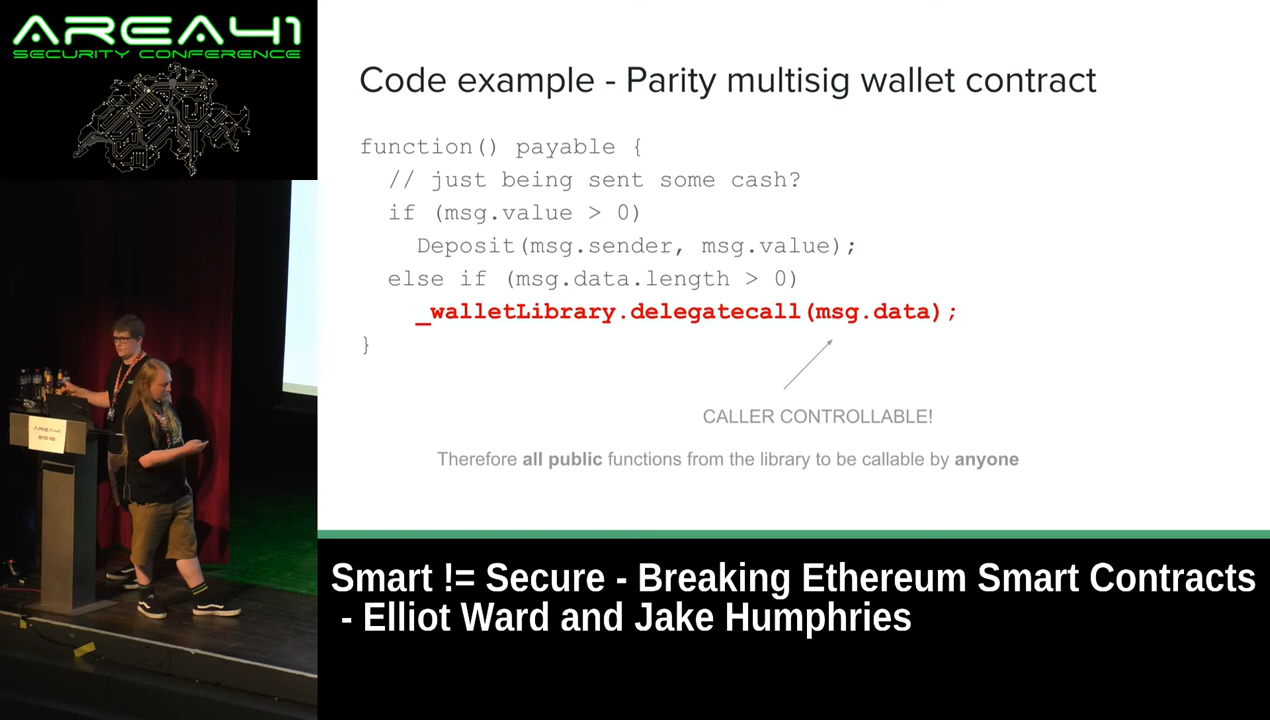 AREA41
SECURITY CONFERENCE
Code example - Parity multisig wallet contract
function() payable {
// just being sent some cash?
if (msg.value > 0)
Deposit(msg.sender, msg.value);
else if (msg.data.length > 0)
_walletLibrary.delegatecall(msg.data);
}
CALLER CONTROLLABLE!
Therefore all public functions from the library to be callable by anyone
AREA41
Smart != Secure - Breaking Ethereum Smart Contracts
- Elliot Ward and Jake Humphries